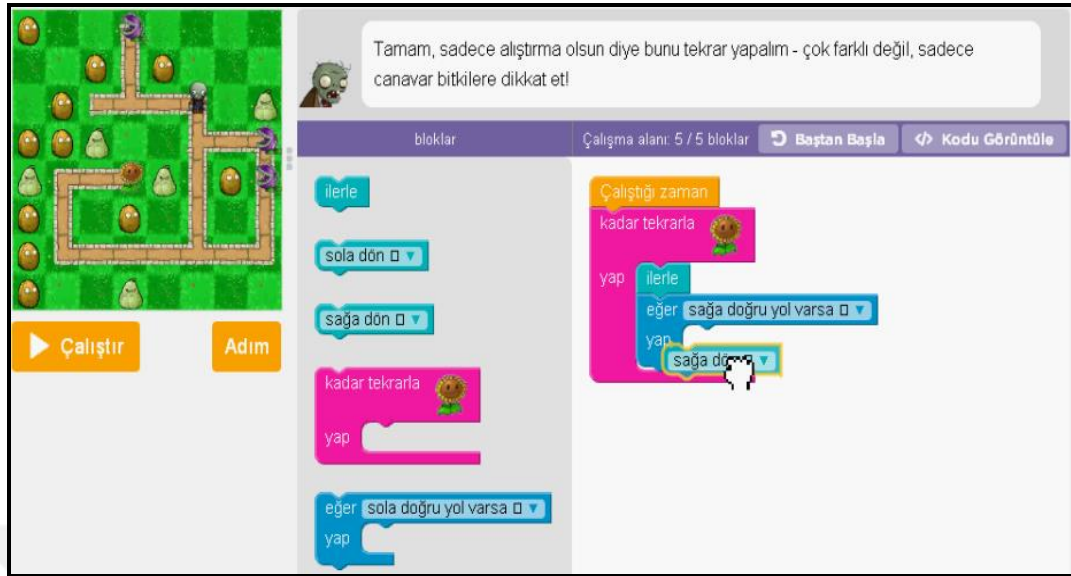 Tamam, sadece alıştırma olsun diye bunu tekrar yapalım - çok farklı değil, sadece
canavar bitkilere dikkat et!
bloklar
Çalışma alanı: 5 / 5 bloklar
Baştan Başla
</> Kodu Görüntüle
ilerle
sola dön
sağa dön
kadar tekrarla
yap
eğer sola doğru yol varsa
yap
Çalıştığı zaman
kadar tekrarla
yap
ilerle
eğer sağa doğru yol varsa
yap
sağa
Çalıştır
Adım